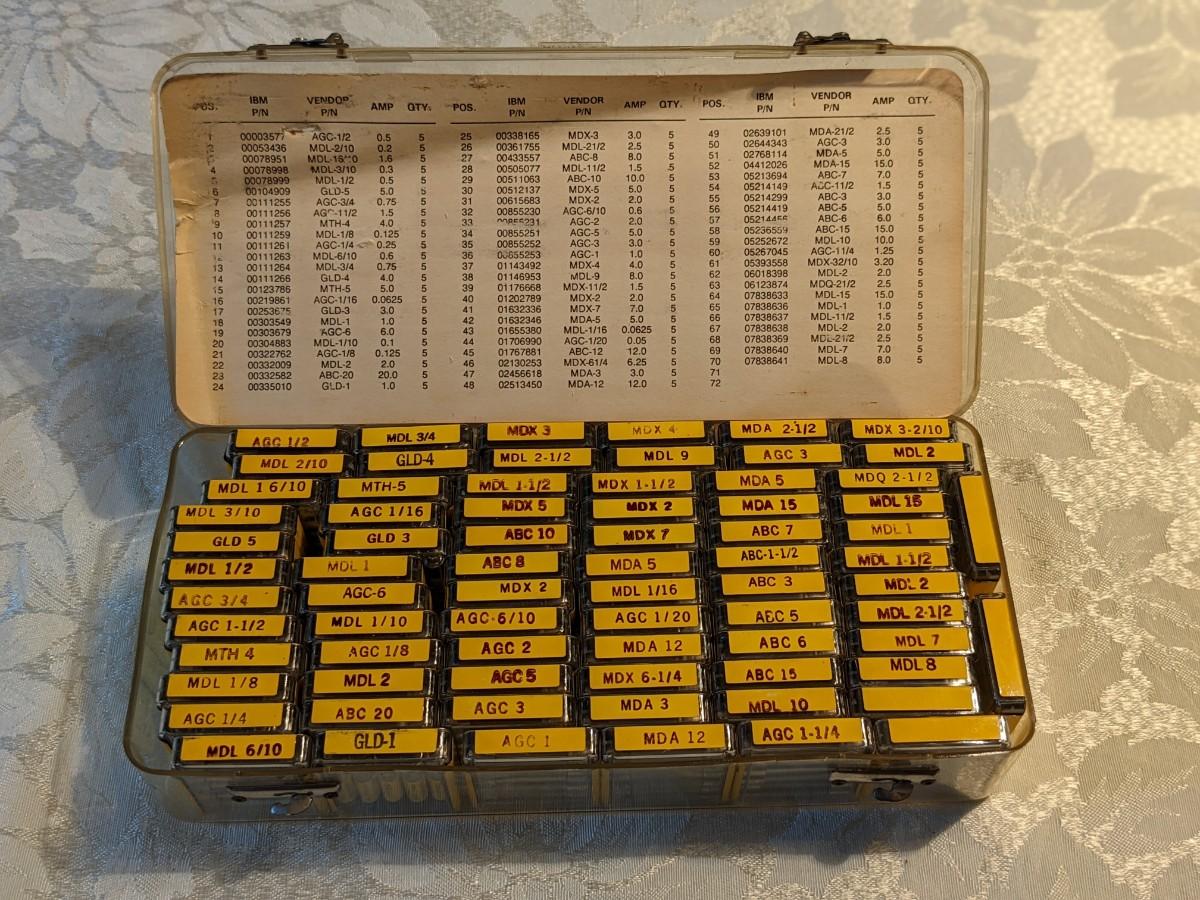 POS. IBM P/N VENDOR P/N AMP QTY.
1 00003577 AGC-1/2 0.5 5
00053436 MDL-2/10 0.2 5
00078951 MDL-16/10 1.6 5
4 00078998 MDL-3/10 0.3 5
5 00078999 MDL-1/2 0.5 5
6 00104909 GLD-5 5.0 5
7 00111255 AGC-3/4 0.75 5
8 00111256 AGC-11/2 1.5 5
9 00111257 MTH-4 4.0 5
10 00111259 MDL-1/8 0.125 5
11 00111261 AGC-1/4 0.25 5
00111263 MDL-6/10 0.6 5
13 00111264 MDL-3/4 0.75 5
14 00111266 GLD-4 4.0 5
15 00123786 MTH-5 5.0 5
16 00219861 AGC-1/16 0.0625 5
17 00253675 GLD-3 3.0 5
18 00303549 MDL-1 1.0 5
19 00303679 AGC-6 6.0 5
20 00304883 MDL-1/10 0.1 5
21 00322762 AGC-1/8 0.125 5
22 00332009 MDL-2 2.0 5
23 00332582 ABC-20 20.0 5
24 00335010 GLD-1 1.0 5
POS. IBM P/N VENDOR P/N AMP QTY.
25 00338165 MDX-3 3.0 5
26 00361755 MDL-21/2 2.5 5
27 00433557 ABC-8 8.0 5
28 00505077 MDL-11/2 1.5 5
29 00511063 ABC-10 10.0 5
30 00512137 MDX-5 5.0 5
31 00615683 MDX-2 2.0 5
32 00855230 AGC-6/10 0.6 5
33 00855231 AGC-2 2.0 5
34 00855251 AGC-5 5.0 5
35 00855252 AGC-3 3.0 5
36 00855253 AGC-1 1.0 5
37 01143492 MDX-4 4.0 5
38 01146953 MDL-9 8.0 5
39 01176668 MDX-11/2 1.5 5
40 01202789 MDX-2 2.0 5
41 01632336 MDX-7 7.0 5
42 01632346 MDA-5 5.0 5
43 01655380 MDL-1/16 0.0625 5
44 01706990 AGC-1/20 0.05 5
45 01767881 ABC-12 12.0 5
46 02130253 MDX-61/4 6.25 5
47 02456618 MDA-3 3.0 5
48 02513450 MDA-12 12.0 5
POS. IBM P/N VENDOR P/N AMP QTY.
49 02639101 MDA-21/2 2.5 5
50 02644343 AGC-3 3.0 5
51 02768114 MDA-5 5.0 5
52 04412026 MDA-15 15.0 5
53 05213694 ABC-7 7.0 5
54 05214149 ABC-11/2 1.5 5
55 05214299 ABC-3 3.0 5
56 05214419 ABC-5 5.0 5
57 05214456 ABC-6 6.0 5
58 05236559 ABC-15 15.0 5
59 05252672 MDL-10 10.0 5
60 05267045 AGC-11/4 1.25 5
61 05393558 MDX-32/10 3.20 5
62 06018398 MDL-2 2.0 5
63 06123874 MDQ-21/2 2.5 5
64 07838633 MDL-15 15.0 5
65 07838636 MDL-1 1.0 5
66 07838637 MDL-11/2 1.5 5
67 07838638 MDL-2 2.0 5
68 07838369 MDL-21/2 2.5 5
69 07838640 MDL-7 7.0 5
70 07838641 MDL-8 8.0 5
71
72
AGC 1/2
MDL 2/10
MDL 1 6/10
MDL 3/10
GLD 5
MDL 1/2
AGC 3/4
AGC 1-1/2
MTH 4
MDL 1/8
AGC 1/4
MDL 6/10
MDL 3/4
GLD-4
MTH-5
AGC 1/16
GLD 3
MDL 1
AGC-6
MDL 1/10
AGC 1/8
MDL 2
ABC 20
GLD-1
MDX 3
MDL 2-1/2
MDL 1-1/2
MDX 5
ABC 10
ABC 8
MDX 2
AGC-6/10
AGC 2
AGC 5
AGC 3
AGC 1
MDX 4
MDL 9
MDX 1-1/2
MDX 2
MDX 7
MDA 5
MDL 1/16
AGC 1/20
MDA 12
MDX 6-1/4
MDA 3
MDA 12
MDA 2-1/2
AGC 3
MDA 5
MDA 15
ABC 7
ABC-1-1/2
ABC 3
ABC 5
ABC 6
ABC 15
MDL 10
AGC 1-1/4
MDX 3-2/10
MDL 2
MDQ 2-1/2
MDL 15
MDL 1
MDL 1-1/2
MDL 2
MDL 2-1/2
MDL 7
MDL 8